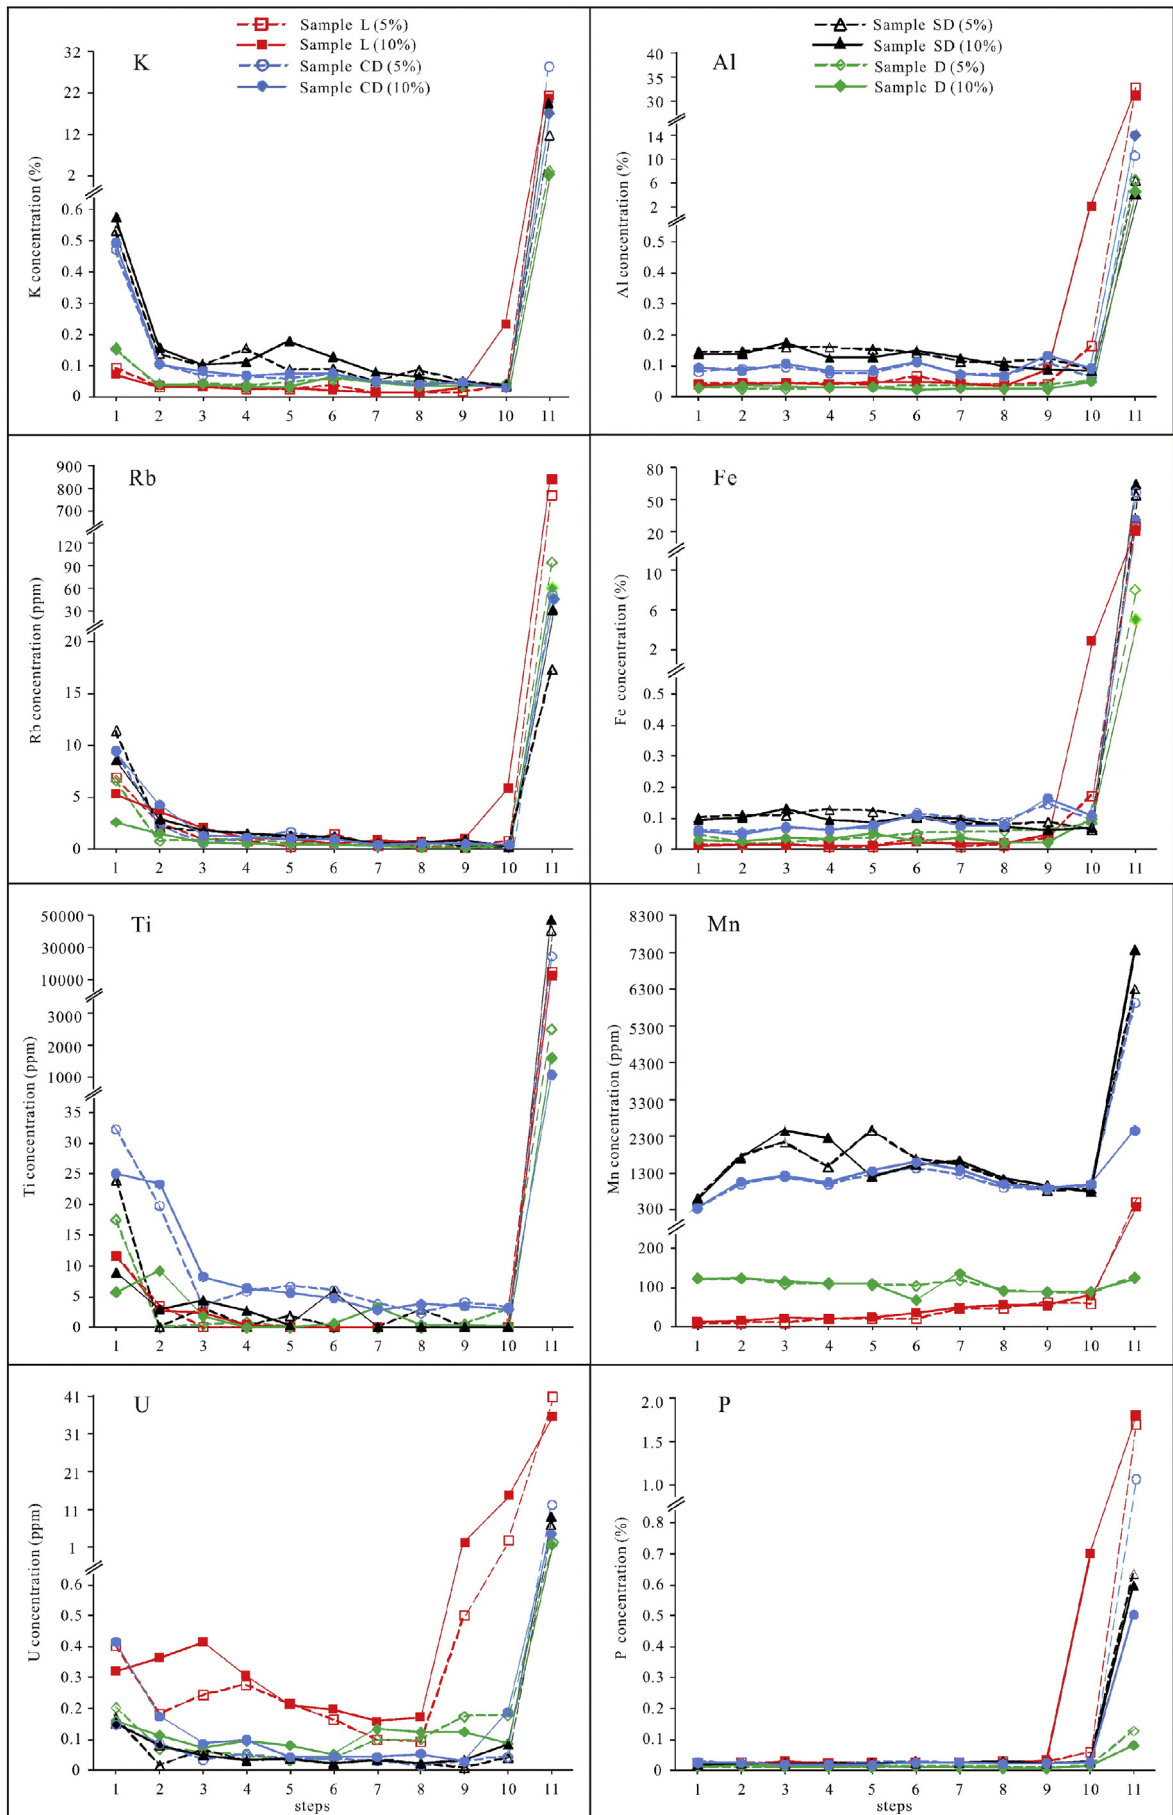 Sample L (5%)
Sample L (10%)
Sample CD (5%)
Sample CD (10%)
Sample SD (5%)
Sample SD (10%)
Sample D (5%)
Sample D (10%)
K
K concentration (%)
32
22
12
2
0.6
0.5
0.4
0.3
0.2
0.1
0
1 2 3 4 5 6 7 8 9 10 11
Al
Al concentration (%)
40
35
30
14
10
6
2
0.5
0.4
0.3
0.2
0.1
0
1 2 3 4 5 6 7 8 9 10 11
Rb
Rb concentration (ppm)
900
800
700
120
90
60
30
20
15
10
5
0
1 2 3 4 5 6 7 8 9 10 11
Fe
Fe concentration (%)
80
50
20
10
6
2
0.5
0.4
0.3
0.2
0.1
0
1 2 3 4 5 6 7 8 9 10 11
Ti
Ti concentration (ppm)
50000
30000
10000
3000
2000
1000
35
30
25
20
15
10
5
0
1 2 3 4 5 6 7 8 9 10 11
Mn
Mn concentration (ppm)
8300
7300
6300
5300
4300
3300
2300
1300
300
200
100
0
1 2 3 4 5 6 7 8 9 10 11
U
U concentration (ppm)
41
31
21
11
1
0.6
0.5
0.4
0.3
0.2
0.1
0
1 2 3 4 5 6 7 8 9 10 11
steps
P
P concentration (%)
2.0
1.5
1.0
0.8
0.7
0.6
0.5
0.4
0.3
0.2
0.1
0
1 2 3 4 5 6 7 8 9 10 11
steps